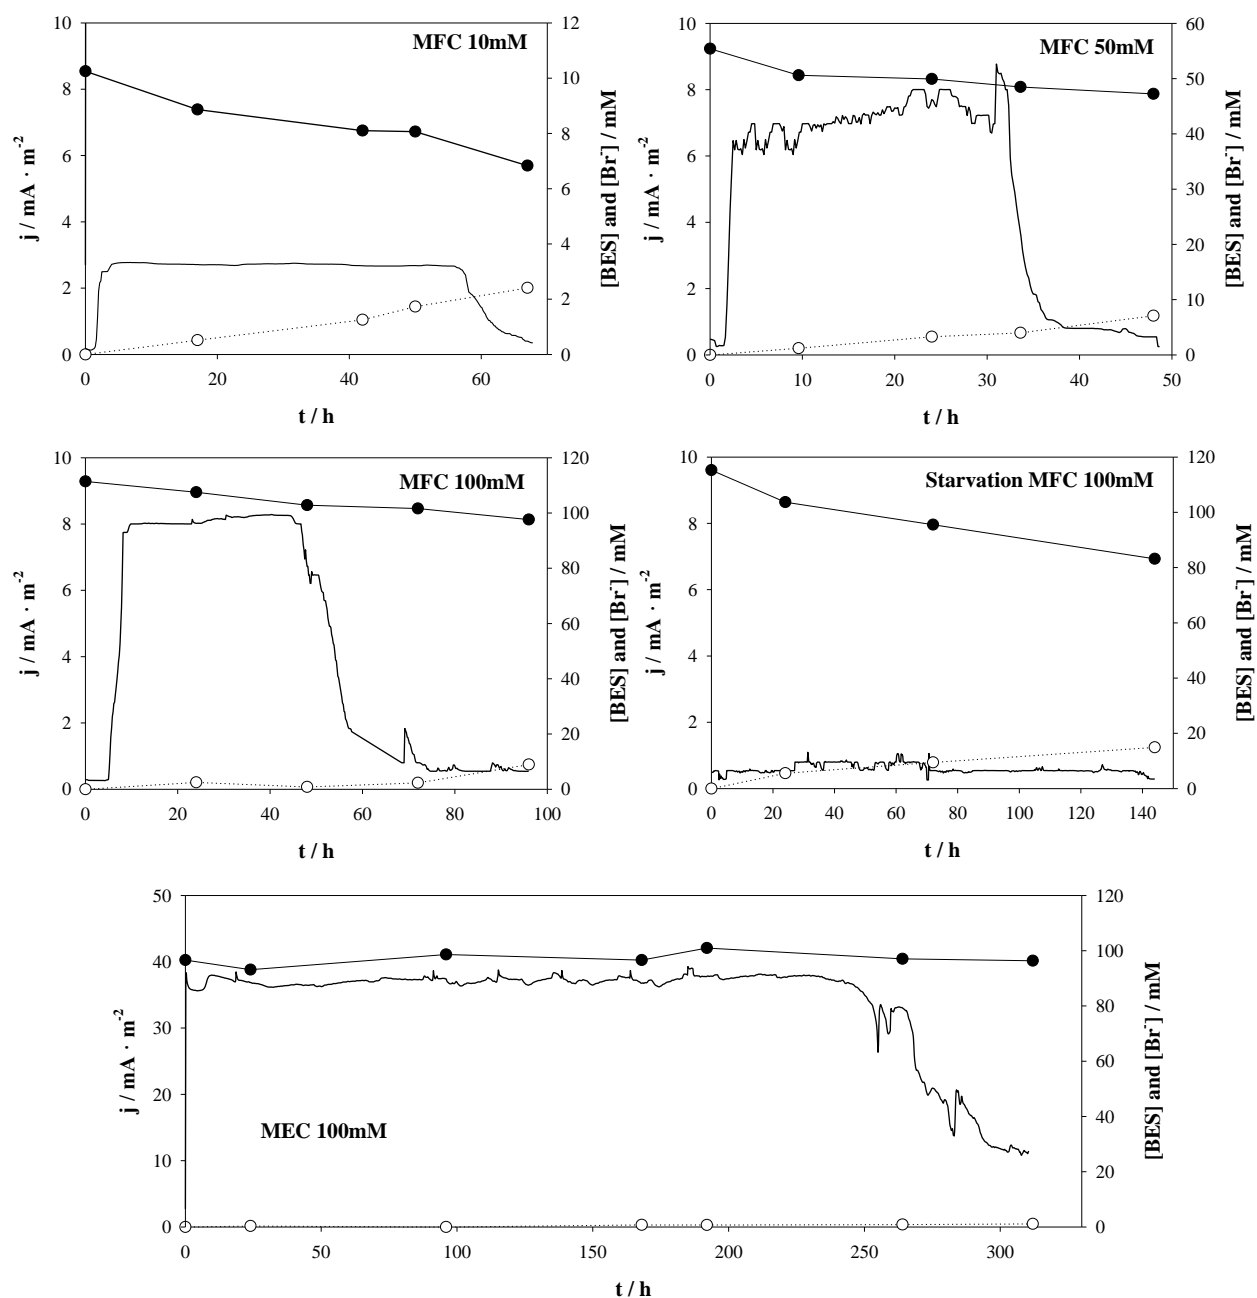 MFC 10mM
10
8
6
4
2
0
12
10
8
6
4
2
0
0 20 40 60
j / mA · m⁻²
[BES] and [Br⁻] / mM
t / h
MFC 50mM
10
8
6
4
2
0
60
50
40
30
20
10
0
0 10 20 30 40 50
j / mA · m⁻²
[BES] and [Br⁻] / mM
t / h
MFC 100mM
10
8
6
4
2
0
120
100
80
60
40
20
0
0 20 40 60 80 100
j / mA · m⁻²
[BES] and [Br⁻] / mM
t / h
Starvation MFC 100mM
10
8
6
4
2
0
120
100
80
60
40
20
0
0 20 40 60 80 100 120 140
j / mA · m⁻²
[BES] and [Br⁻] / mM
t / h
MEC 100mM
50
40
30
20
10
0
120
100
80
60
40
20
0
0 50 100 150 200 250 300
j / mA · m⁻²
[BES] and [Br⁻] / mM
t / h